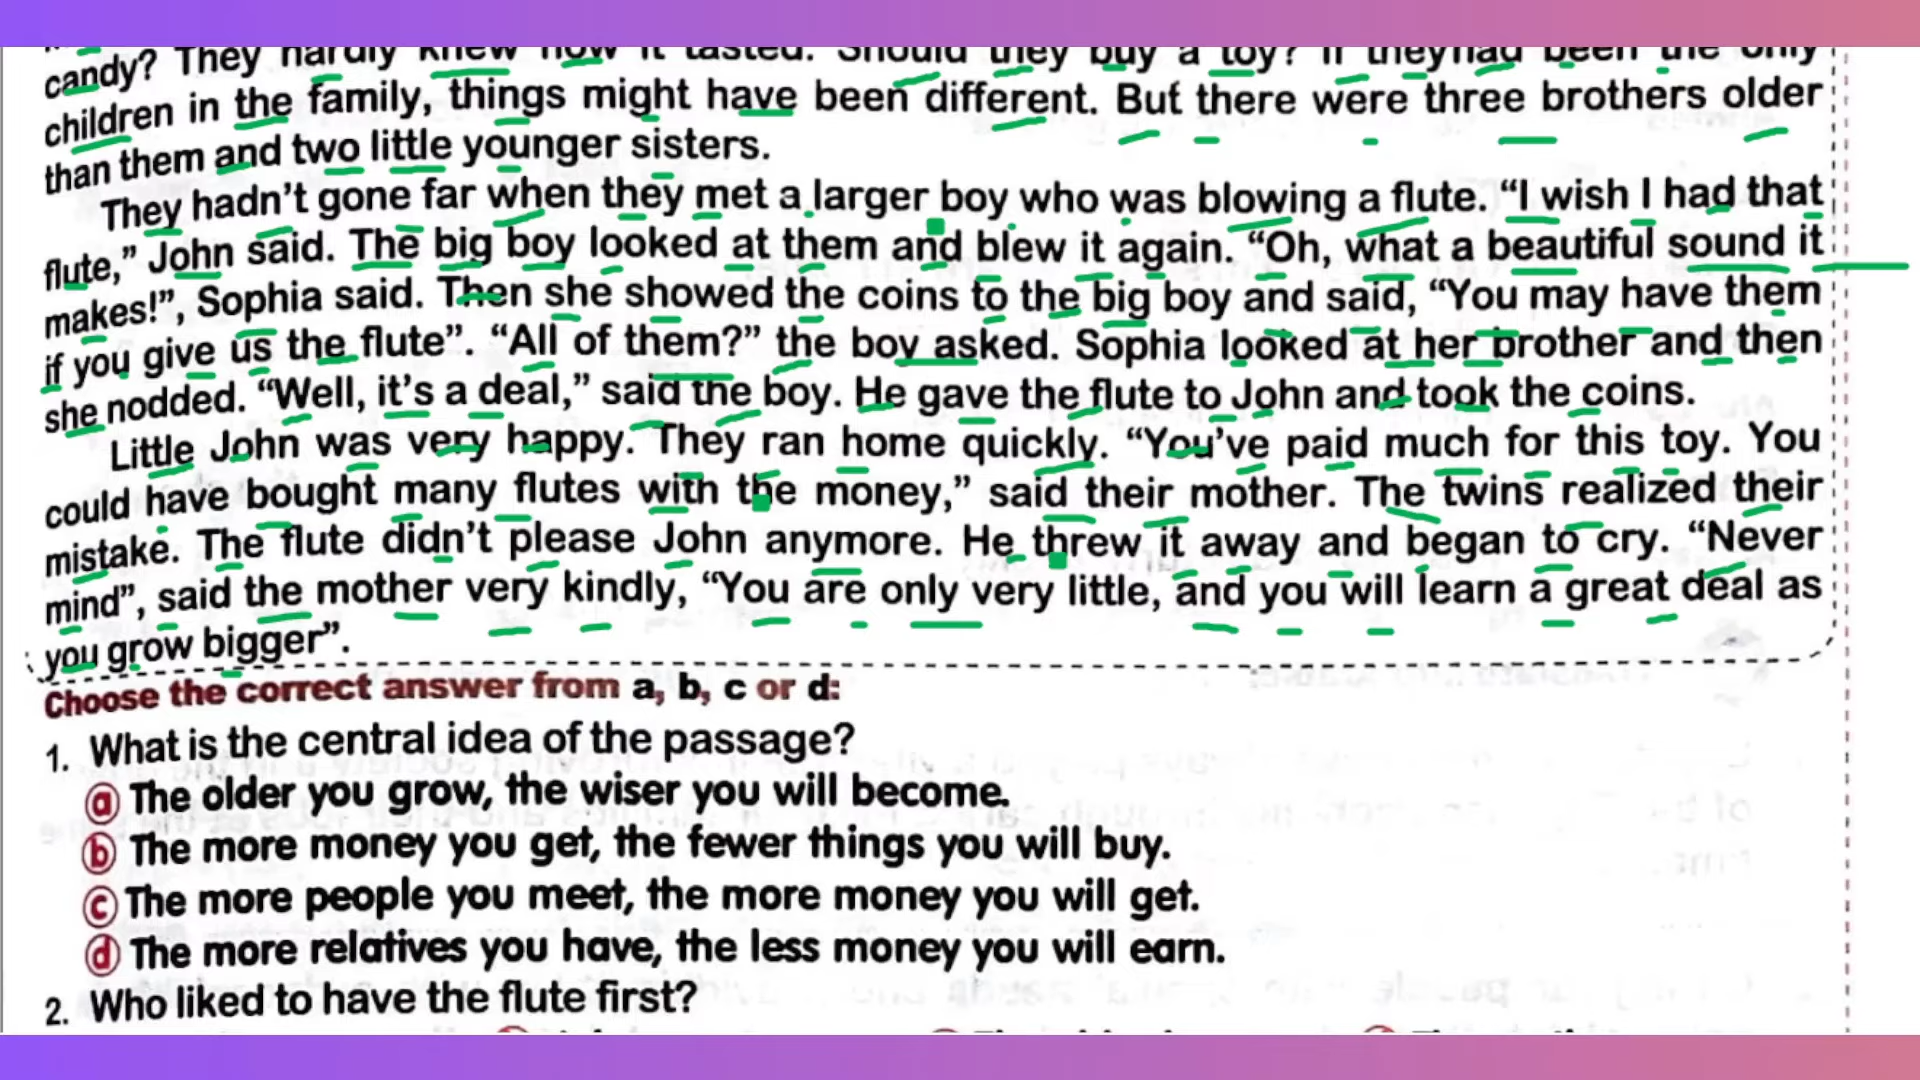 candy? They hardly knew how it tasted. Should they buy a toy? If theyhad been the only
children in the family, things might have been different. But there were three brothers older
than them and two little younger sisters.
They hadn't gone far when they met a larger boy who was blowing a flute. “I wish I had that
flute,” John said. The big boy looked at them and blew it again. “Oh, what a beautiful sound it
makes!”, Sophia said. Then she showed the coins to the big boy and said, “You may have them
if you give us the flute”. “All of them?” the boy asked. Sophia looked at her brother and then
she nodded. “Well, it's a deal,” said the boy. He gave the flute to John and took the coins.
Little John was very happy. They ran home quickly. “You've paid much for this toy. You
could have bought many flutes with the money,” said their mother. The twins realized their
mistake. The flute didn't please John anymore. He threw it away and began to cry. “Never
mind”, said the mother very kindly, “You are only very little, and you will learn a great deal as
you grow bigger”.
Choose the correct answer from a, b, c or d:
1. What is the central idea of the passage?
a The older you grow, the wiser you will become.
b The more money you get, the fewer things you will buy.
c The more people you meet, the more money you will get.
d The more relatives you have, the less money you will earn.
2. Who liked to have the flute first?